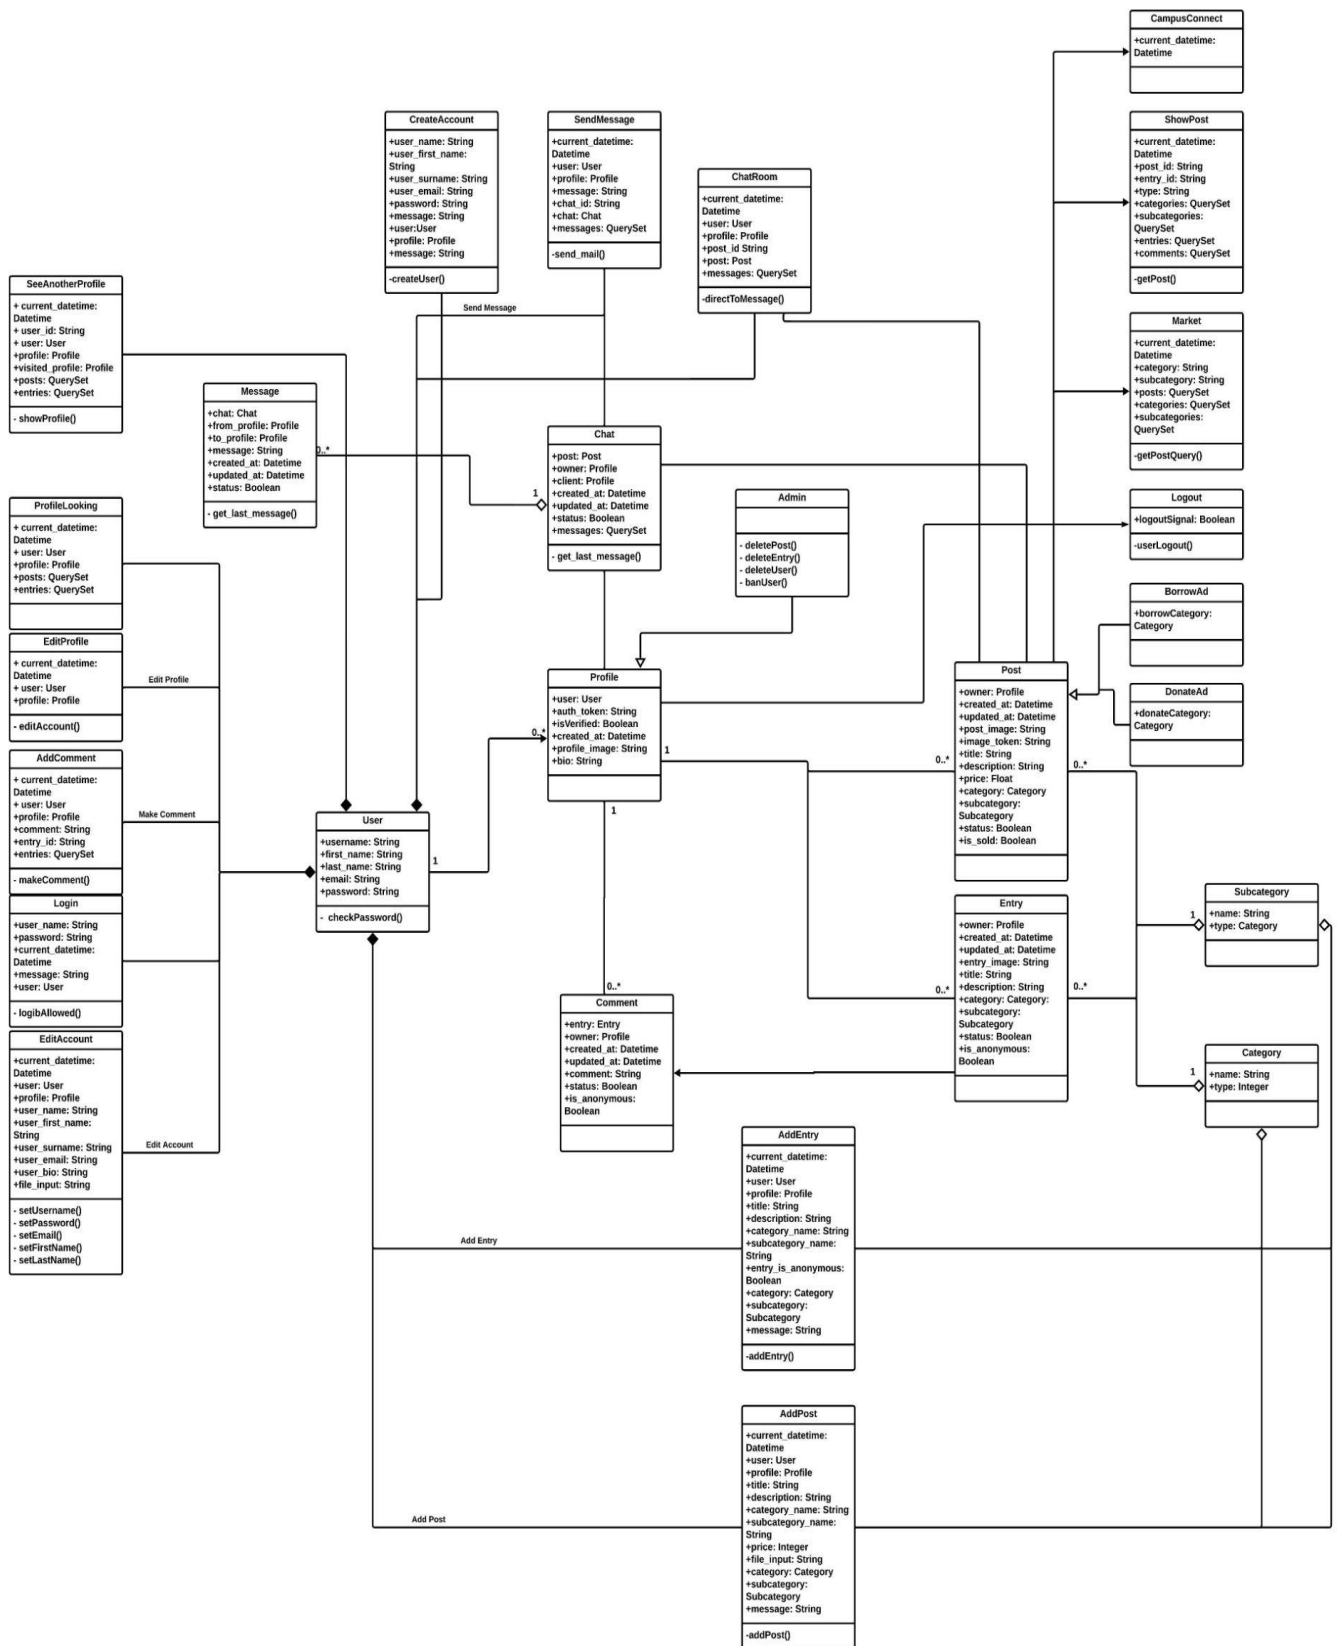 CampusConnect
+current_datetime:
Datetime
CreateAccount
+user_name: String
+user_first_name:
String
+user_surname: String
+user_email: String
+password: String
+message: String
+user:User
+profile: Profile
+message: String
-createUser()
SendMessage
+current_datetime:
Datetime
+user: User
+profile: Profile
+message: String
+chat_id: String
+chat: Chat
+messages: QuerySet
-send_mail()
ChatRoom
+current_datetime:
Datetime
+user: User
+profile: Profile
+post_id String
+post: Post
+messages: QuerySet
-directToMessage()
ShowPost
+current_datetime:
Datetime
+post_id: String
+entry_id: String
+type: String
+categories: QuerySet
+subcategories:
QuerySet
+entries: QuerySet
+comments: QuerySet
-getPost()
SeeAnotherProfile
+ current_datetime:
Datetime
+ user_id: String
+ user: User
+profile: Profile
+visited_profile: Profile
+posts: QuerySet
+entries: QuerySet
- showProfile()
Send Message
Market
+current_datetime:
Datetime
+category: String
+subcategory: String
+posts: QuerySet
+categories: QuerySet
+subcategories:
QuerySet
-getPostQuery()
Message
+chat: Chat
+from_profile: Profile
+to_profile: Profile
+message: String
+created_at: Datetime
+updated_at: Datetime
+status: Boolean
- get_last_message()
0..*
1
Chat
+post: Post
+owner: Profile
+client: Profile
+created_at: Datetime
+updated_at: Datetime
+status: Boolean
+messages: QuerySet
- get_last_message()
Admin
- deletePost()
- deleteEntry()
- deleteUser()
- banUser()
Logout
+logoutSignal: Boolean
-userLogout()
ProfileLooking
+ current_datetime:
Datetime
+ user: User
+profile: Profile
+posts: QuerySet
+entries: QuerySet
BorrowAd
+borrowCategory:
Category
EditProfile
+ current_datetime:
Datetime
+ user: User
+profile: Profile
- editAccount()
Edit Profile
Profile
+user: User
+auth_token: String
+isVerified: Boolean
+created_at: Datetime
+profile_image: String
+bio: String
0..*
1
1
Post
+owner: Profile
+created_at: Datetime
+updated_at: Datetime
+post_image: String
+image_token: String
+title: String
+description: String
+price: Float
+category: Category
+subcategory:
Subcategory
+status: Boolean
+is_sold: Boolean
0..*
0..*
DonateAd
+donateCategory:
Category
AddComment
+ current_datetime:
Datetime
+ user: User
+profile: Profile
+comment: String
+entry_id: String
+entries: QuerySet
- makeComment()
Make Comment
User
+username: String
+first_name: String
+last_name: String
+email: String
+password: String
- checkPassword()
1
Login
+user_name: String
+password: String
+current_datetime:
Datetime
+message: String
+user: User
- logibAllowed()
Entry
+owner: Profile
+created_at: Datetime
+updated_at: Datetime
+entry_image: String
+title: String
+description: String
+category: Category:
+subcategory:
Subcategory
+status: Boolean
+is_anonymous:
Boolean
0..*
0..*
Subcategory
+name: String
+type: Category
1
0..*
Comment
+entry: Entry
+owner: Profile
+created_at: Datetime
+updated_at: Datetime
+comment: String
+status: Boolean
+is_anonymous:
Boolean
EditAccount
+current_datetime:
Datetime
+user: User
+profile: Profile
+user_name: String
+user_first_name:
String
+user_surname: String
+user_email: String
+user_bio: String
+file_input: String
- setUsername()
- setPassword()
- setEmail()
- setFirstName()
- setLastName()
Edit Account
Category
+name: String
+type: Integer
1
AddEntry
+current_datetime:
Datetime
+user: User
+profile: Profile
+title: String
+description: String
+category_name: String
+subcategory_name:
String
+entry_is_anonymous:
Boolean
+category: Category
+subcategory:
Subcategory
+message: String
-addEntry()
Add Entry
AddPost
+current_datetime:
Datetime
+user: User
+profile: Profile
+title: String
+description: String
+category_name: String
+subcategory_name:
String
+price: Integer
+file_input: String
+category: Category
+subcategory:
Subcategory
+message: String
-addPost()
Add Post